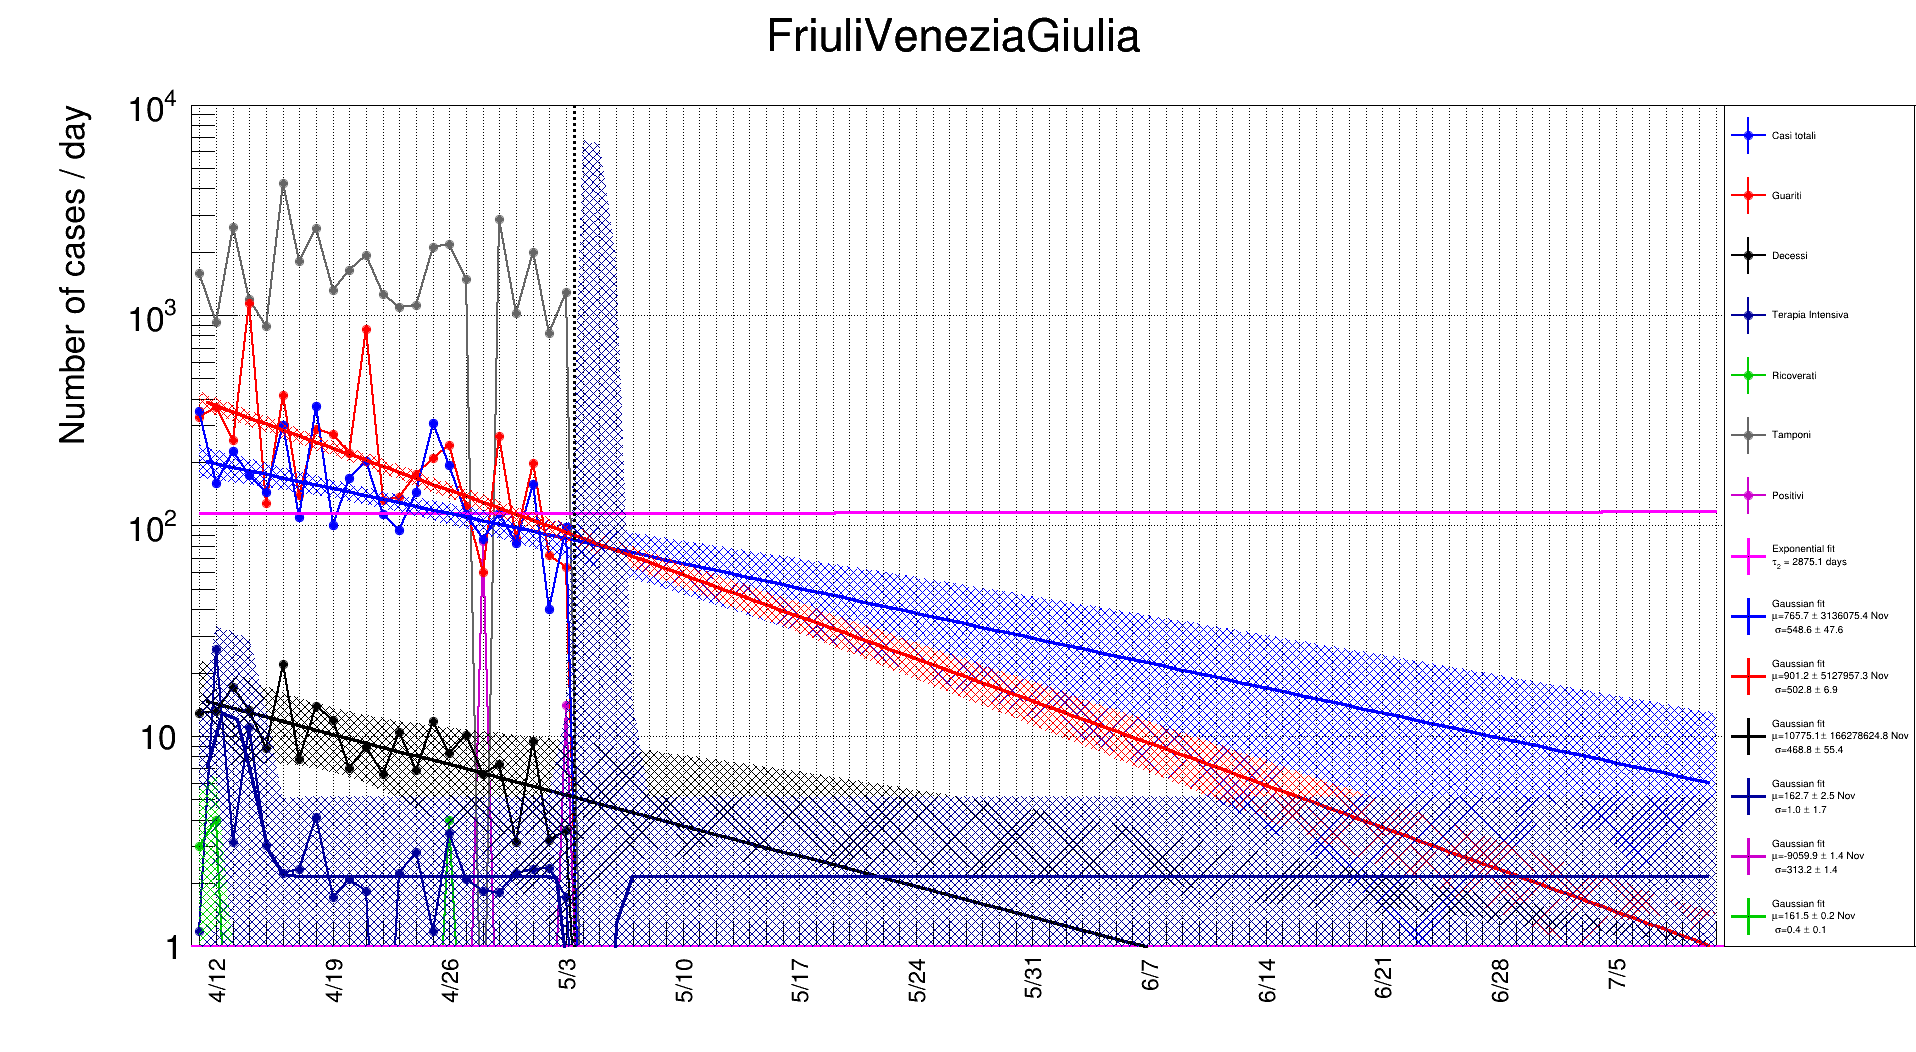 FriuliVeneziaGiulia
Number of cases / day
10^4
10^3
10^2
10
1
4/12
4/19
4/26
5/3
5/10
5/17
5/24
5/31
6/7
6/14
6/21
6/28
7/5
Casi totali
Guariti
Decessi
Terapia Intensiva
Ricoverati
Tamponi
Positivi
Exponential fit
τ₂ = 2875.1 days
Gaussian fit
μ=765.7 ± 3136075.4 Nov
σ=548.6 ± 47.6
Gaussian fit
μ=901.2 ± 5127957.3 Nov
σ=502.8 ± 6.9
Gaussian fit
μ=10775.1± 166278624.8 Nov
σ=468.8 ± 55.4
Gaussian fit
μ=162.7 ± 2.5 Nov
σ=1.0 ± 1.7
Gaussian fit
μ=-9059.9 ± 1.4 Nov
σ=313.2 ± 1.4
Gaussian fit
μ=161.5 ± 0.2 Nov
σ=0.4 ± 0.1